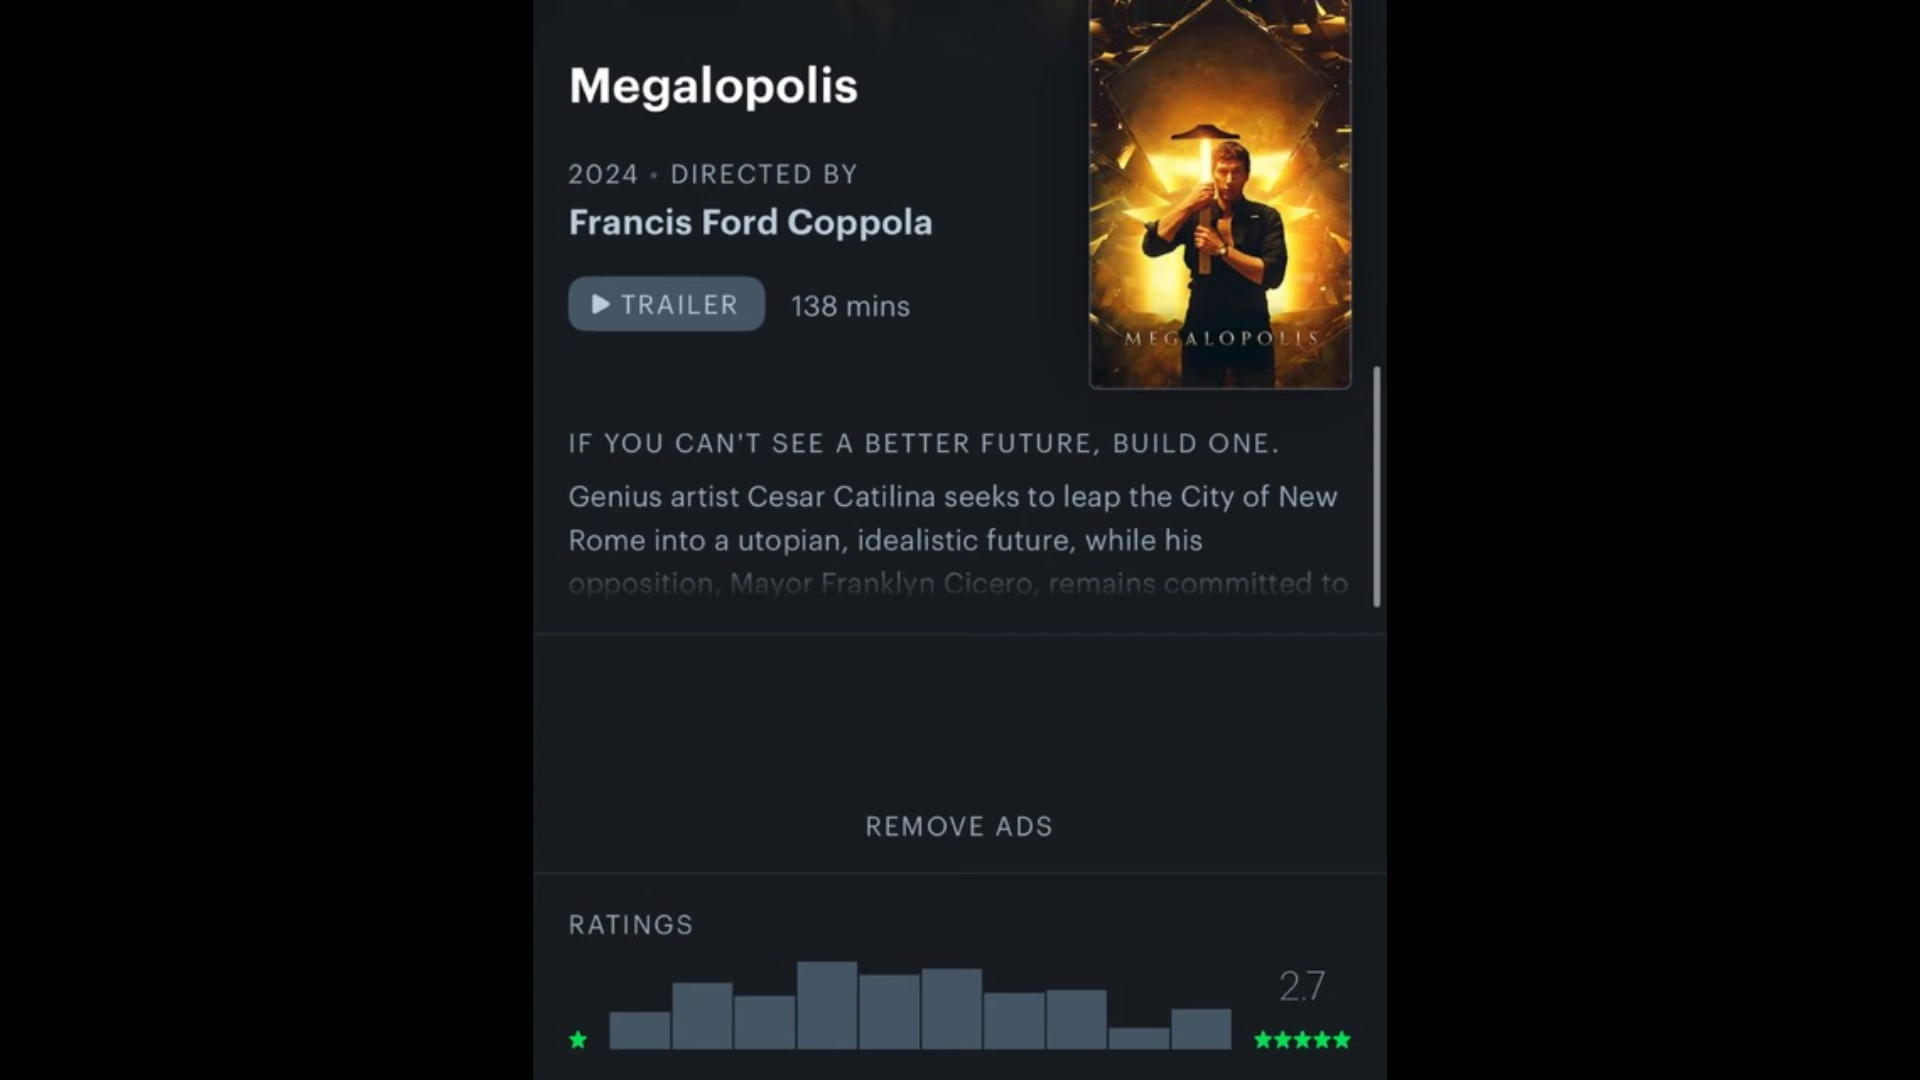 Megalopolis
2024 • DIRECTED BY
Francis Ford Coppola
TRAILER 138 mins
MEGALOPOLIS
IF YOU CAN'T SEE A BETTER FUTURE, BUILD ONE.
Genius artist Cesar Catilina seeks to leap the City of New
Rome into a utopian, idealistic future, while his
opposition, Mayor Franklyn Cicero, remains committed to
REMOVE ADS
RATINGS
2.7